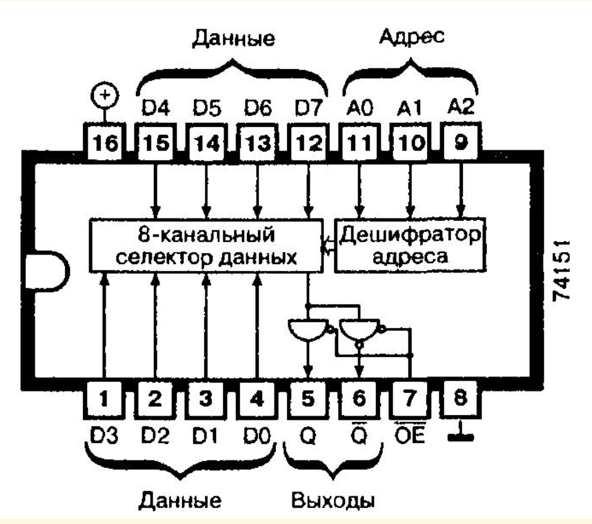 Данные Адрес
+ D4 D5 D6 D7 A0 A1 A2
16 15 14 13 12 11 10 9
8-канальный
селектор данных
Дешифратор
адреса
74151
1 2 3 4 5 6 7 8
D3 D2 D1 D0 Q Q̅ O̅E̅
Данные Выходы